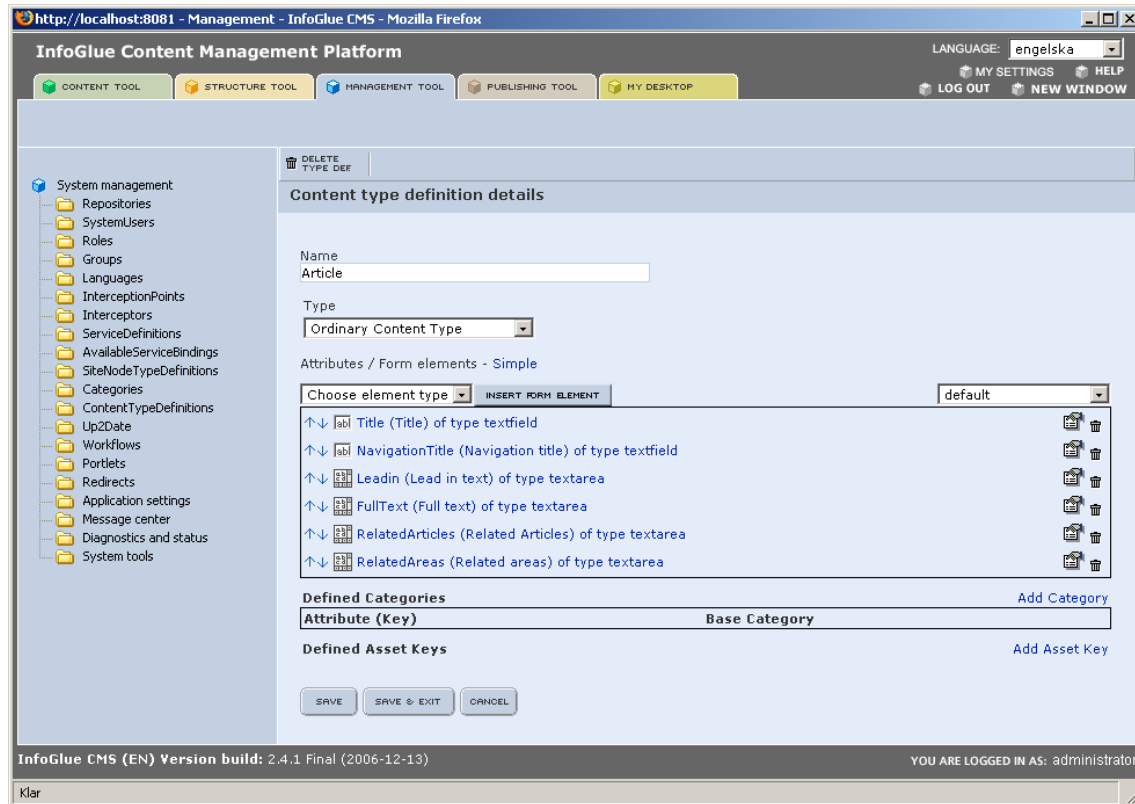 http://localhost:8081 - Management - InfoGlue CMS - Mozilla Firefox
InfoGlue Content Management Platform
LANGUAGE: engelska
MY SETTINGS HELP
LOG OUT NEW WINDOW
CONTENT TOOL STRUCTURE TOOL MANAGEMENT TOOL PUBLISHING TOOL MY DESKTOP
DELETE
TYPE DEF
Content type definition details
System management
Repositories
SystemUsers
Roles
Groups
Languages
InterceptionPoints
Interceptors
ServiceDefinitions
AvailableServiceBindings
SiteNodeTypeDefinitions
Categories
ContentTypeDefinitions
Up2Date
Workflows
Portlets
Redirects
Application settings
Message center
Diagnostics and status
System tools
Name
Article
Type
Ordinary Content Type
Attributes / Form elements - Simple
Choose element type INSERT FORM ELEMENT default
abl Title (Title) of type textfield
abl NavigationTitle (Navigation title) of type textfield
Leadin (Lead in text) of type textarea
FullText (Full text) of type textarea
RelatedArticles (Related Articles) of type textarea
RelatedAreas (Related areas) of type textarea
Defined Categories Add Category
Attribute (Key) Base Category
Defined Asset Keys Add Asset Key
SAVE SAVE & EXIT CANCEL
InfoGlue CMS (EN) Version build: 2.4.1 Final (2006-12-13) YOU ARE LOGGED IN AS: administrator
Klar